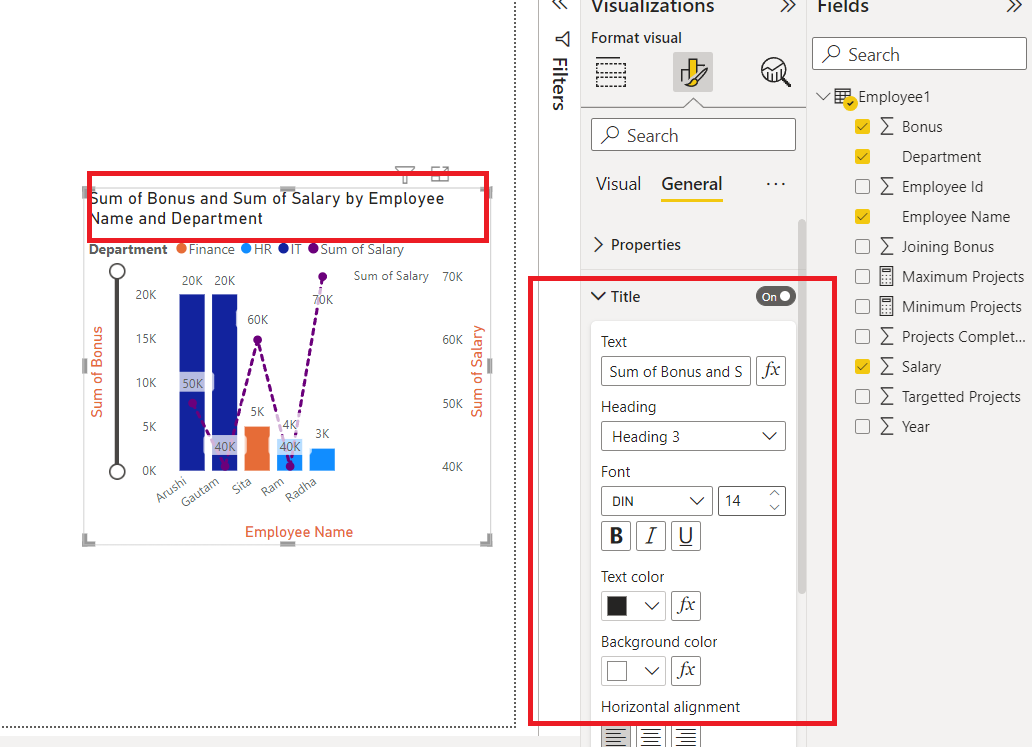 Sum of Bonus and Sum of Salary by Employee
Name and Department
Department Finance HR IT Sum of Salary
Sum of Bonus
20K
15K
10K
5K
0K
20K 20K
60K
70K
50K
5K
4K
40K
40K
3K
Sum of Salary
70K
60K
50K
40K
Sum of Salary
Arushi
Gautam
Sita
Ram
Radha
Employee Name
Filters
Visualizations
Format visual
Search
Visual General ...
Properties
Title On
Text
Sum of Bonus and S fx
Heading
Heading 3
Font
DIN 14
B I U
Text color
fx
Background color
fx
Horizontal alignment
Fields
Search
Employee1
∑ Bonus
Department
∑ Employee Id
Employee Name
∑ Joining Bonus
Maximum Projects
Minimum Projects
∑ Projects Complet...
∑ Salary
∑ Targetted Projects
∑ Year